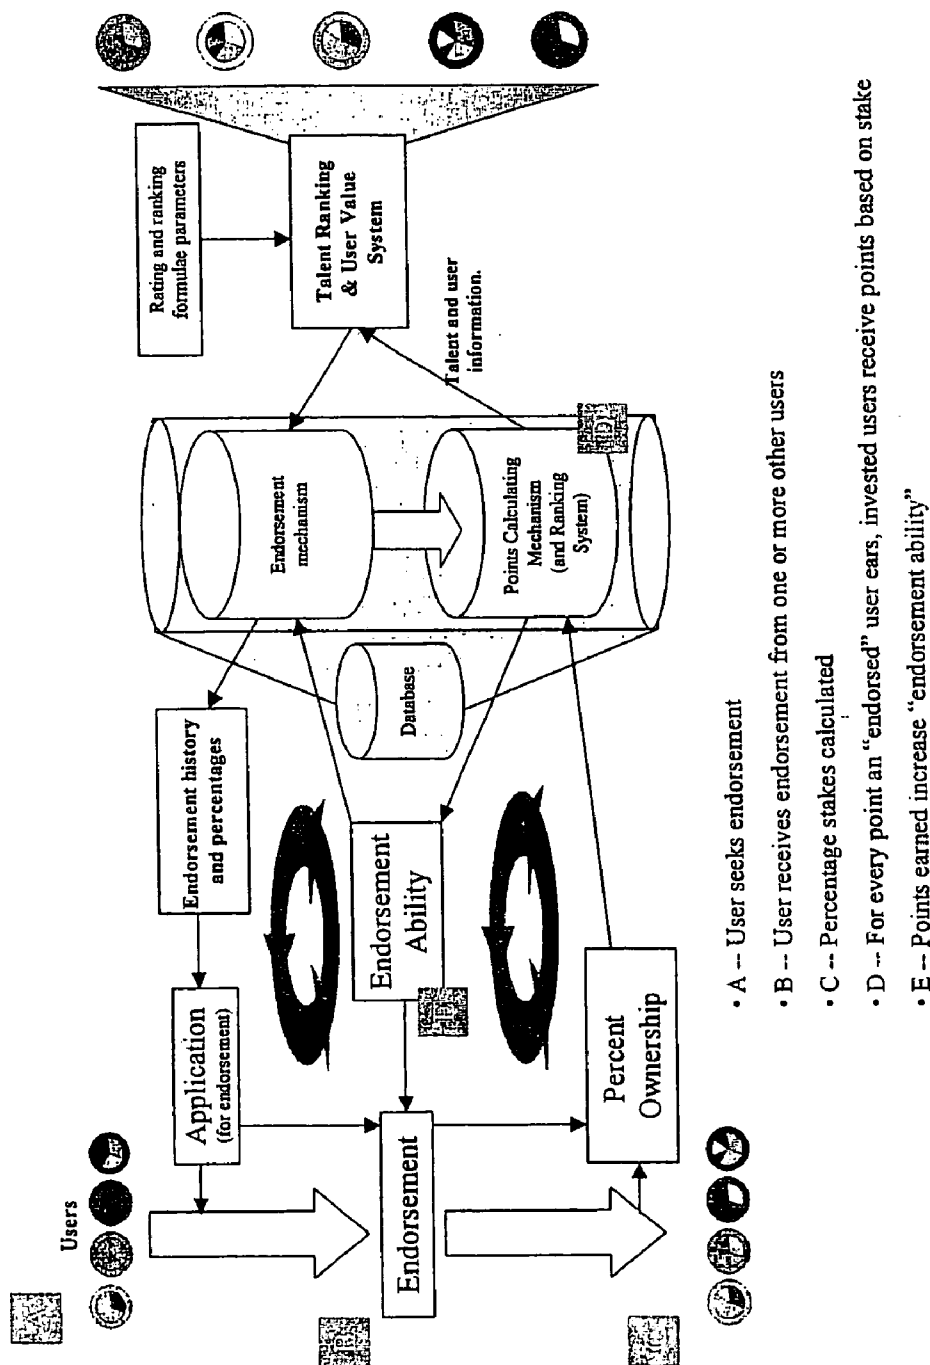 Users
Application
(for endorsement)
Endorsement history
and percentages
Endorsement
mechanism
Rating and ranking
formulae parameters
Talent Ranking
& User Value
System
Talent and user
information.
Database
Points Calculating
Mechanism
(and Ranking
System)
D
Endorsement
Ability
E
Endorsement
Percent
Ownership
A
B
C
• A -- User seeks endorsement
• B -- User receives endorsement from one or more other users
• C -- Percentage stakes calculated
• D -- For every point an “endorsed” user ears, invested users receive points based on stake
• E -- Points earned increase “endorsement ability”